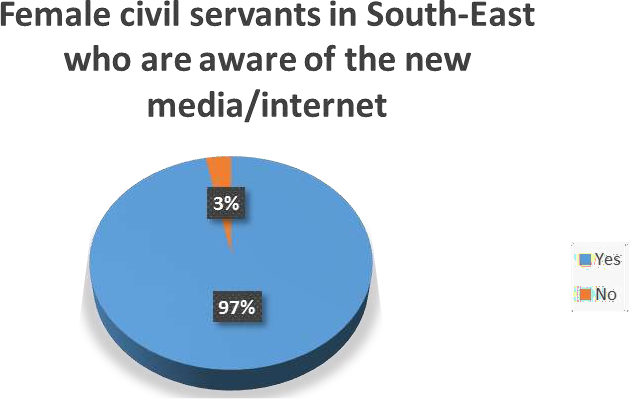 Female civil servants in South-East
who are aware of the new
media/internet
3%
97%
Yes
No